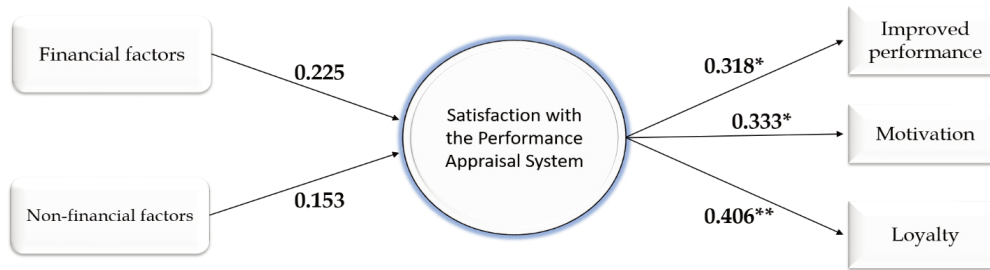 Financial factors
0.225
Non-financial factors
0.153
Satisfaction with
the Performance
Appraisal System
0.318*
0.333*
0.406**
Improved
performance
Motivation
Loyalty